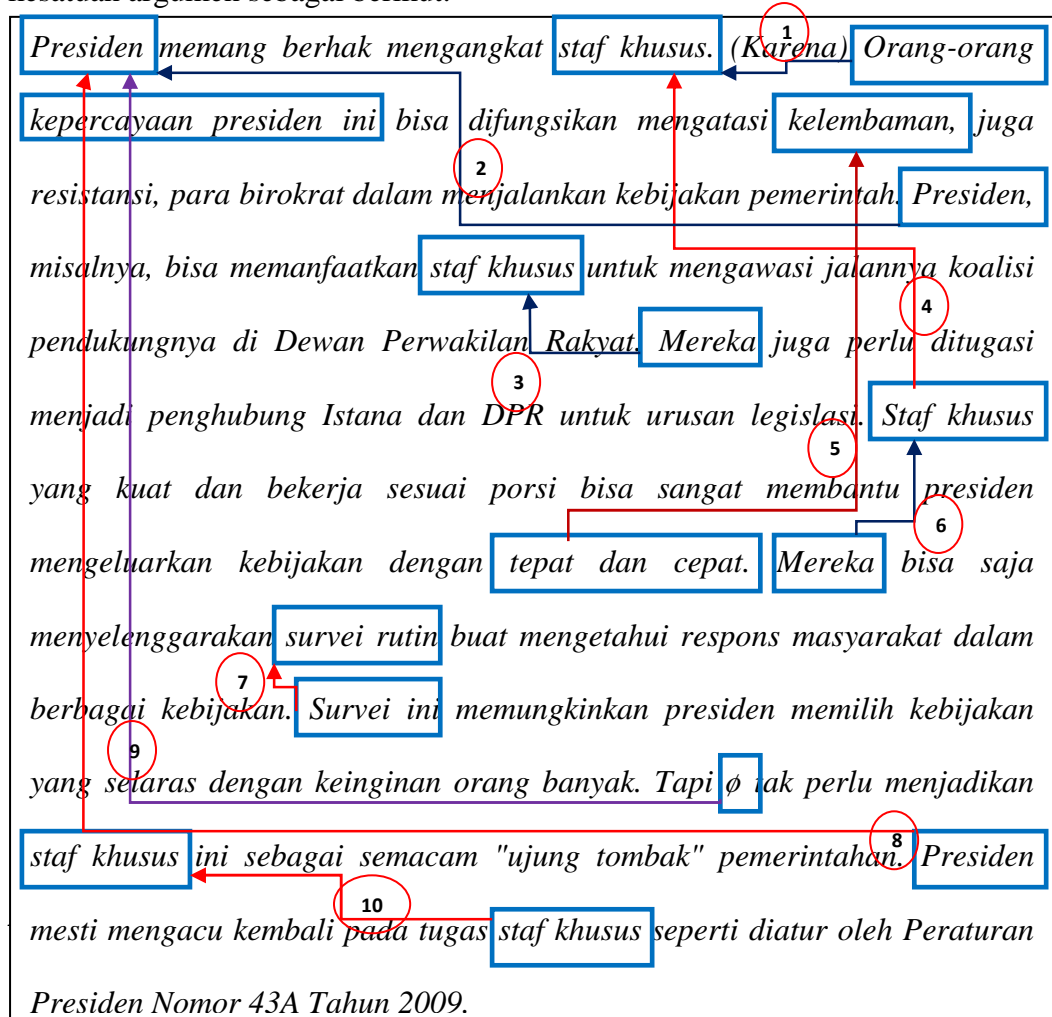 kesatuan argumen sebagai berikut.
Presiden memang berhak mengangkat staf khusus. (Karena) Orang-orang
kepercayaan presiden ini bisa difungsikan mengatasi kelembaman, juga
resistansi, para birokrat dalam menjalankan kebijakan pemerintah. Presiden,
misalnya, bisa memanfaatkan staf khusus untuk mengawasi jalannya koalisi
pendukungnya di Dewan Perwakilan Rakyat. Mereka juga perlu ditugasi
menjadi penghubung Istana dan DPR untuk urusan legislasi. Staf khusus
yang kuat dan bekerja sesuai porsi bisa sangat membantu presiden
mengeluarkan kebijakan dengan tepat dan cepat. Mereka bisa saja
menyelenggarakan survei rutin buat mengetahui respons masyarakat dalam
berbagai kebijakan. Survei ini memungkinkan presiden memilih kebijakan
yang selaras dengan keinginan orang banyak. Tapi ϕ tak perlu menjadikan
staf khusus ini sebagai semacam "ujung tombak" pemerintahan. Presiden
mesti mengacu kembali pada tugas staf khusus seperti diatur oleh Peraturan
Presiden Nomor 43A Tahun 2009.
1
2
3
4
5
6
7
8
9
10